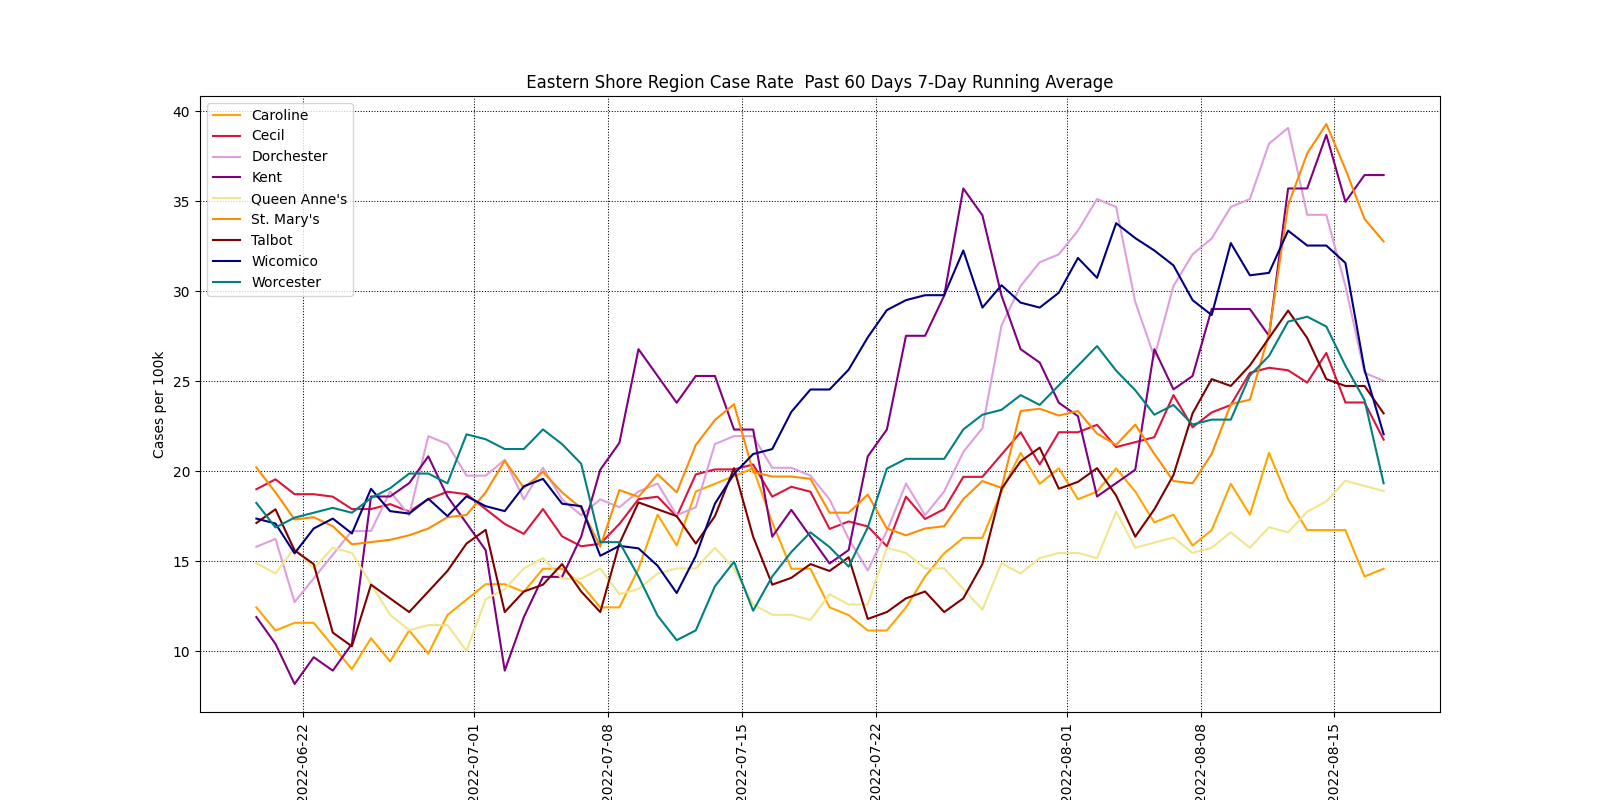 Eastern Shore Region Case Rate  Past 60 Days 7-Day Running Average
Cases per 100k
40
35
30
25
20
15
10
Caroline
Cecil
Dorchester
Kent
Queen Anne's
St. Mary's
Talbot
Wicomico
Worcester
2022-06-22
2022-07-01
2022-07-08
2022-07-15
2022-07-22
2022-08-01
2022-08-08
2022-08-15